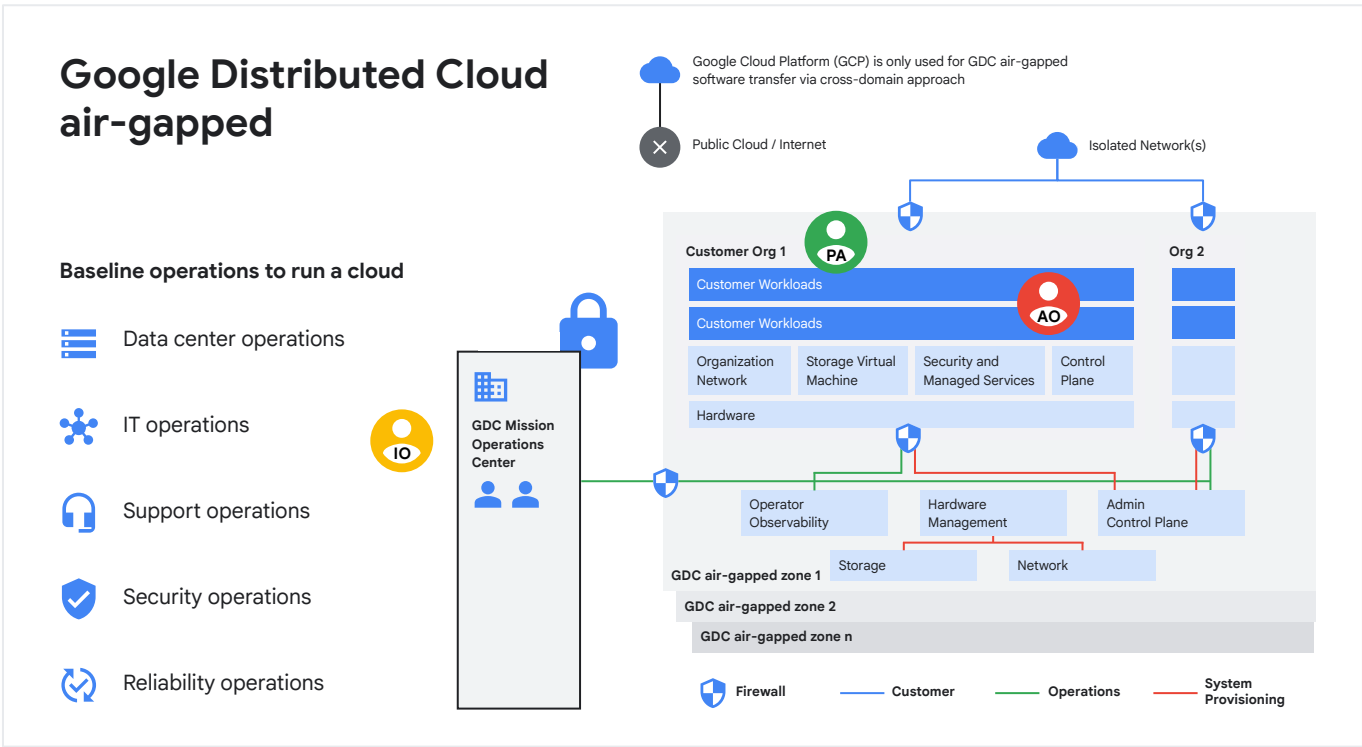 Google Distributed Cloud
air-gapped
Google Cloud Platform (GCP) is only used for GDC air-gapped
software transfer via cross-domain approach
Public Cloud / Internet
Isolated Network(s)
Baseline operations to run a cloud
Data center operations
IT operations
Support operations
Security operations
Reliability operations
IO
GDC Mission
Operations
Center
PA
Customer Org 1
Org 2
Customer Workloads
AO
Customer Workloads
Organization
Network
Storage Virtual
Machine
Security and
Managed Services
Control
Plane
Hardware
Operator
Observability
Hardware
Management
Admin
Control Plane
Storage
Network
GDC air-gapped zone 1
GDC air-gapped zone 2
GDC air-gapped zone n
Firewall
Customer
Operations
System
Provisioning